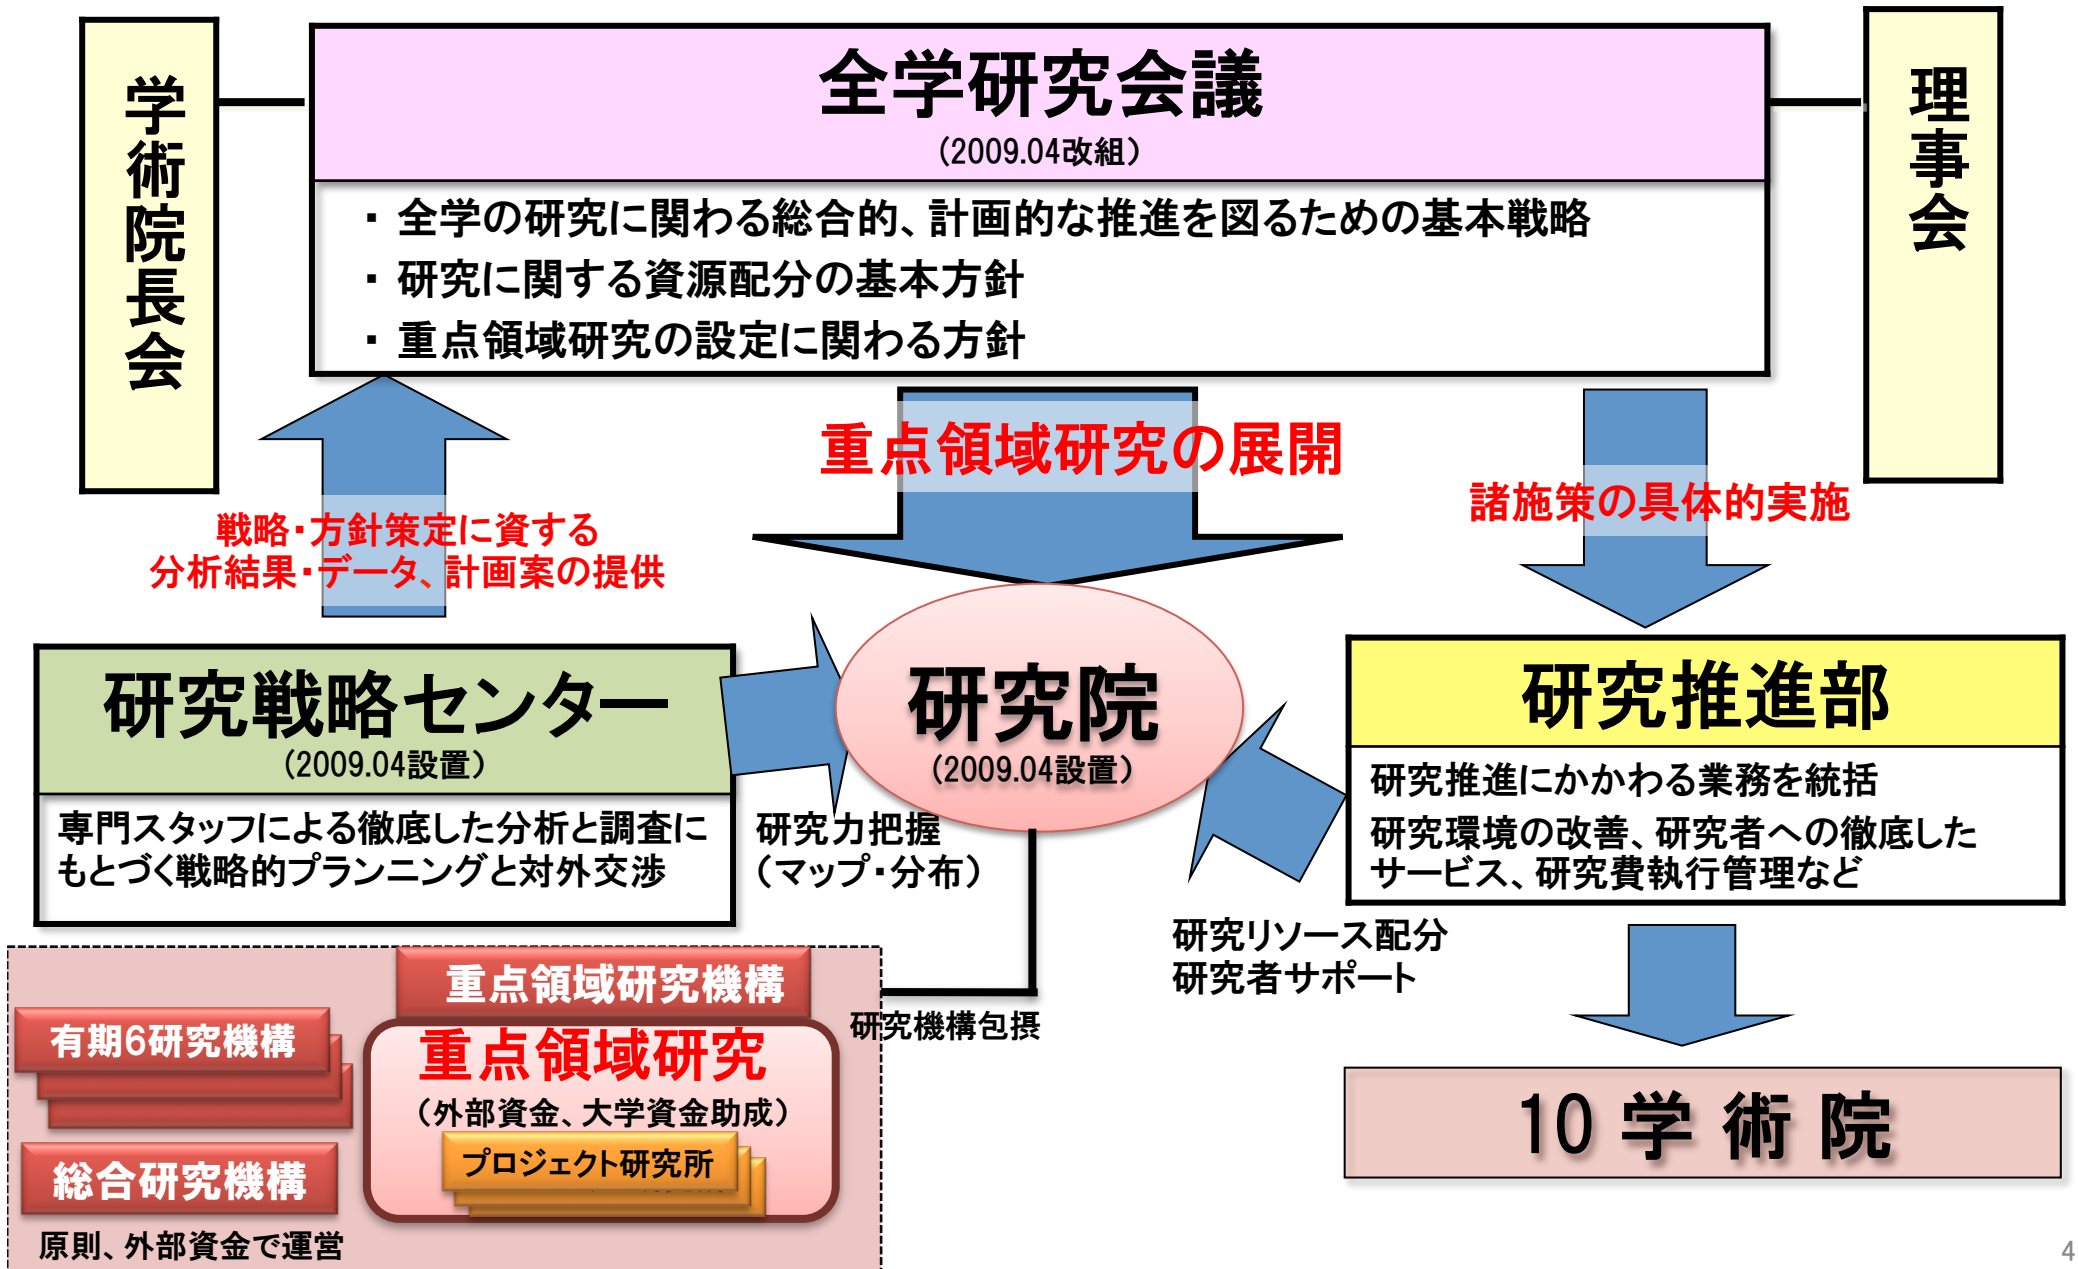 学術院長会
全学研究会議
（2009.04改組）
理事会
・ 全学の研究に関わる総合的、計画的な推進を図るための基本戦略
・ 研究に関する資源配分の基本方針
・ 重点領域研究の設定に関わる方針
重点領域研究の展開
諸施策の具体的実施
戦略・方針策定に資する
分析結果・データ、計画案の提供
研究戦略センター
（2009.04設置）
専門スタッフによる徹底した分析と調査に
もとづく戦略的プランニングと対外交渉
研究院
（2009.04設置）
研究力把握
（マップ・分布）
研究推進部
研究推進にかかわる業務を統括
研究環境の改善、研究者への徹底した
サービス、研究費執行管理など
研究リソース配分
研究者サポート
研究機構包摂
重点領域研究機構
有期6研究機構
重点領域研究
（外部資金、大学資金助成）
プロジェクト研究所
総合研究機構
原則、外部資金で運営
10 学 術 院
4